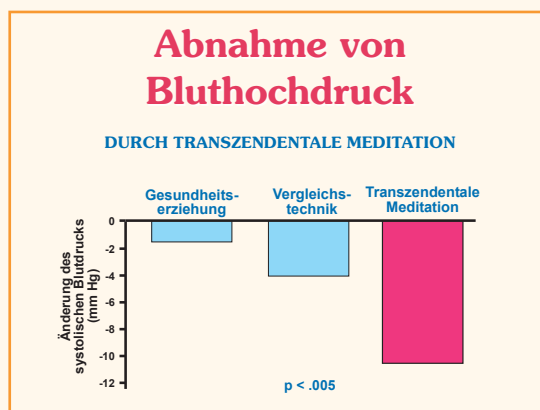 Abnahme von
Bluthochdruck
DURCH TRANSZENDENTALE MEDITATION
Gesundheits-
erziehung
Vergleichs-
technik
Transzendentale
Meditation
Änderung des
systolischen Blutdrucks
(mm Hg)
0
-2
-4
-6
-8
-10
-12
p < .005